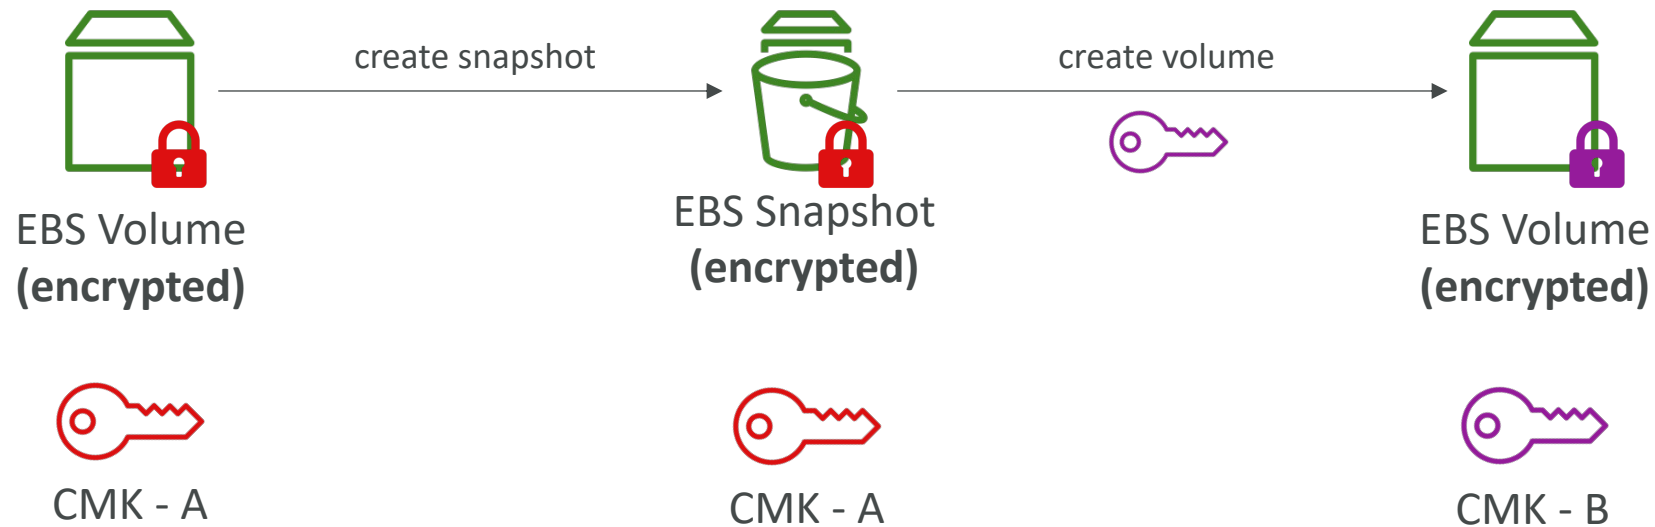 create snapshot
create volume
EBS Volume
(encrypted)
EBS Snapshot
(encrypted)
EBS Volume
(encrypted)
CMK - A
CMK - A
CMK - B